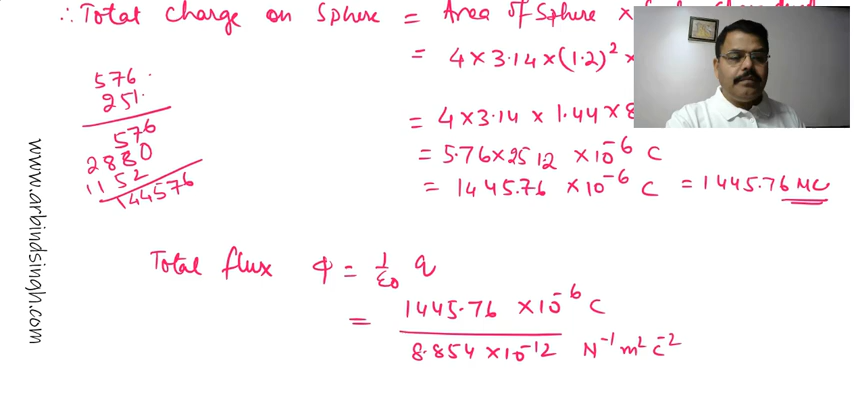 ∴ Total Charge on Sphere = Area of Sphere ×
= 4 × 3.14 × (1.2)² ×
= 4 × 3.14 × 1.44 × 8
= 5.76 × 2512 × 10⁻⁶ C
= 1445.76 × 10⁻⁶ C = 1445.76 μC
576
251
576
2880
1152
144576
Total flux φ = 1/ε₀ q
= 1445.76 × 10⁻⁶ C
8.854 × 10⁻¹² N⁻¹ m² C⁻²
www.arbindsingh.com